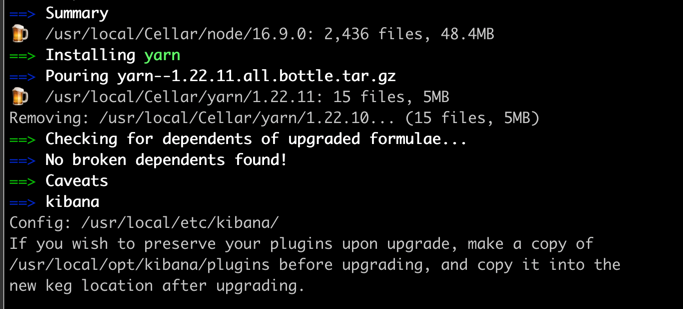 ==> Summary
🍺 /usr/local/Cellar/node/16.9.0: 2,436 files, 48.4MB
==> Installing yarn
==> Pouring yarn--1.22.11.all.bottle.tar.gz
🍺 /usr/local/Cellar/yarn/1.22.11: 15 files, 5MB
Removing: /usr/local/Cellar/yarn/1.22.10... (15 files, 5MB)
==> Checking for dependents of upgraded formulae...
==> No broken dependents found!
==> Caveats
==> kibana
Config: /usr/local/etc/kibana/
If you wish to preserve your plugins upon upgrade, make a copy of
/usr/local/opt/kibana/plugins before upgrading, and copy it into the
new keg location after upgrading.